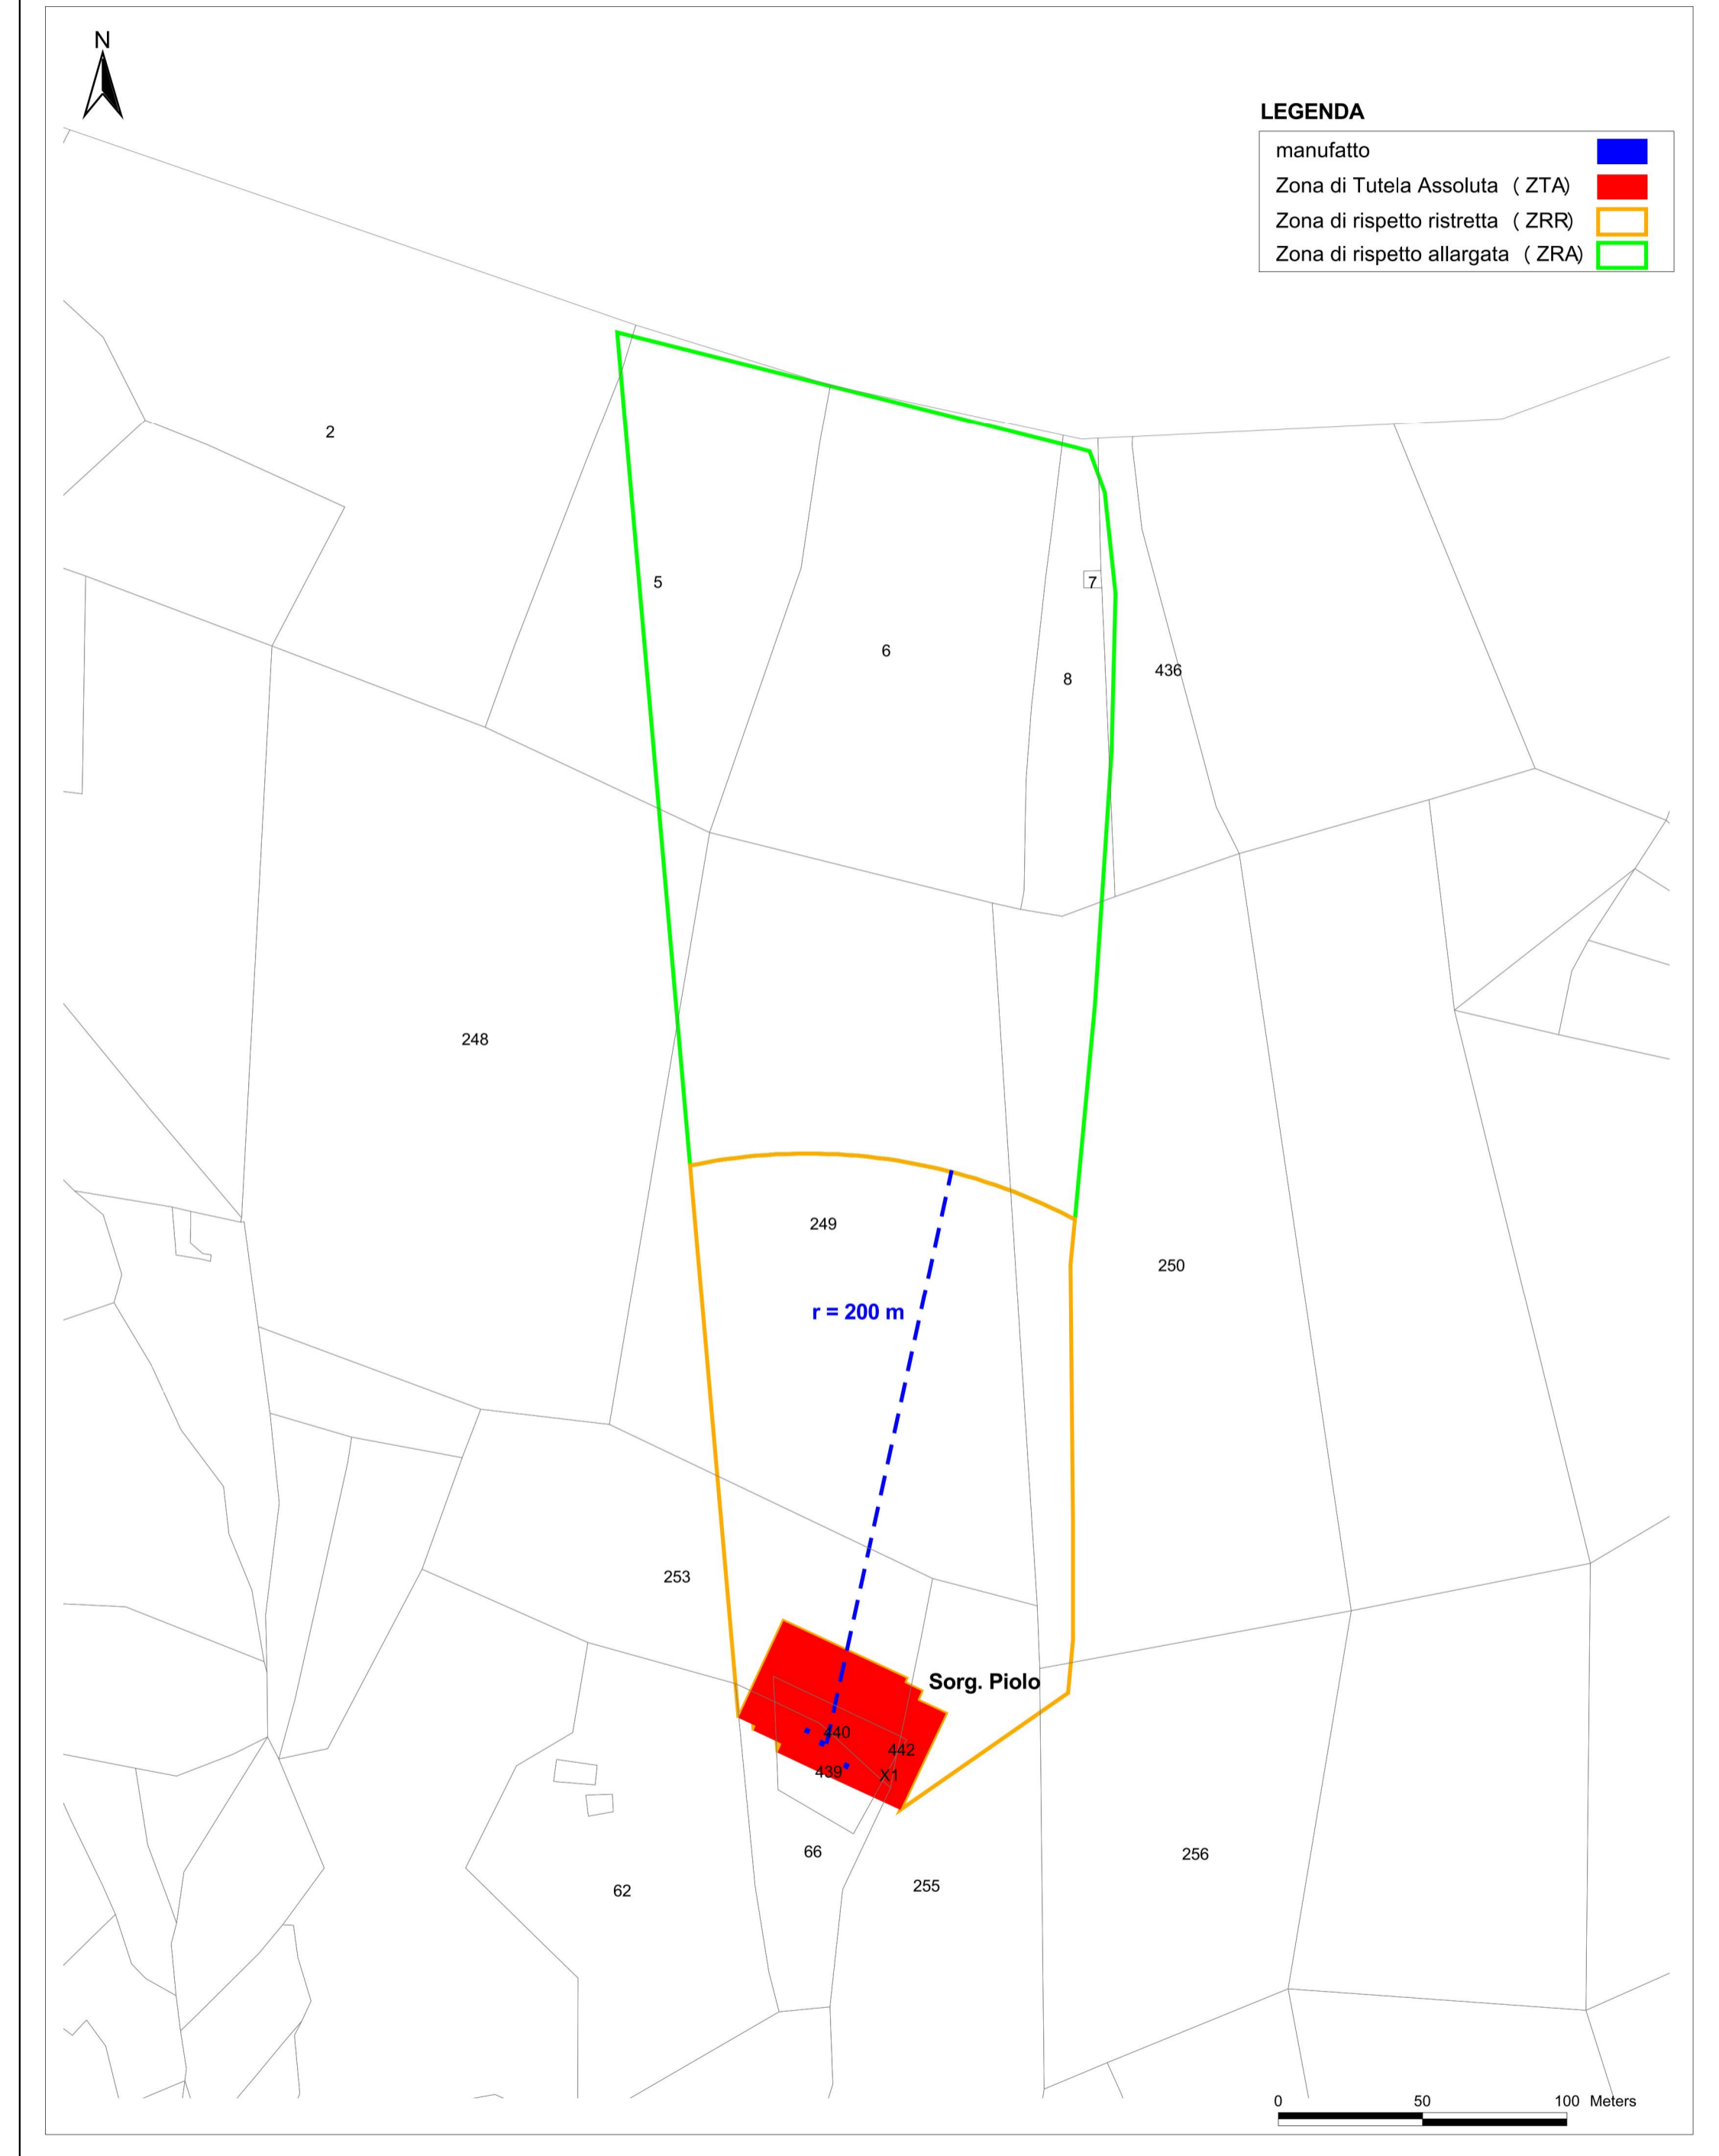 N
LEGENDA
manufatto
Zona di Tutela Assoluta ( ZTA)
Zona di rispetto ristretta ( ZRR)
Zona di rispetto allargata ( ZRA)
2
5
7
6
8
436
248
249
250
r = 200 m
253
Sorg. Piolo
440
442
439
X1
66
256
62
255
0 50 100 Meters